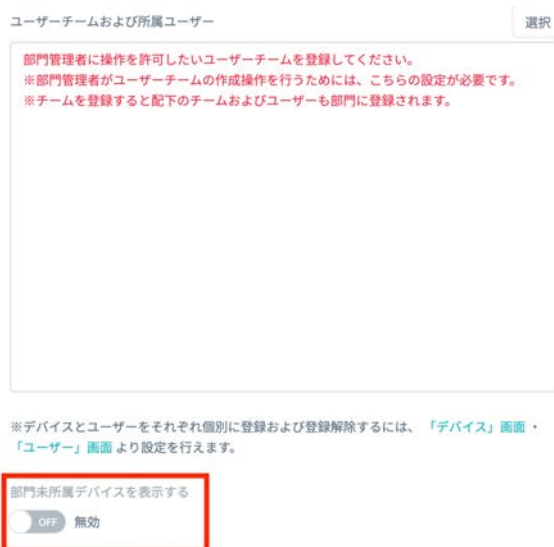 ユーザーチームおよび所属ユーザー
選択
部門管理者に操作を許可したいユーザーチームを登録してください。
※部門管理者がユーザーチームの作成操作を行うためには、こちらの設定が必要です。
※チームを登録すると配下のチームおよびユーザーも部門に登録されます。
※デバイスとユーザーをそれぞれ個別に登録および登録解除するには、 「デバイス」画面 ・
「ユーザー」画面 より設定を行えます。
部門未所属デバイスを表示する
OFF 無効